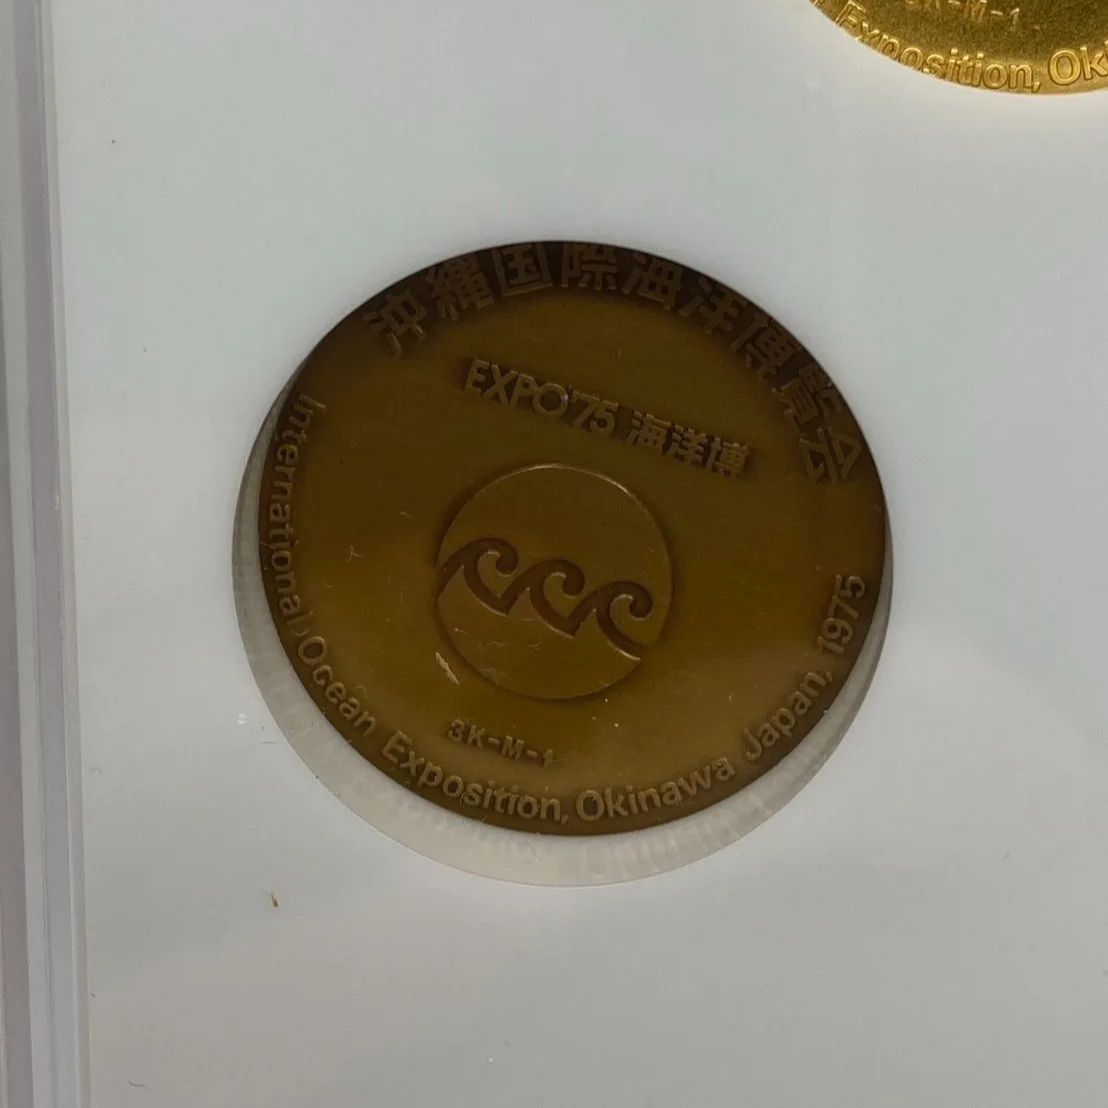 K-M-1
Exposition, Ok
沖縄国際海洋博覧会
EXPO'75 海洋博
3K-M-1
International Ocean Exposition, Okinawa Japan, 1975